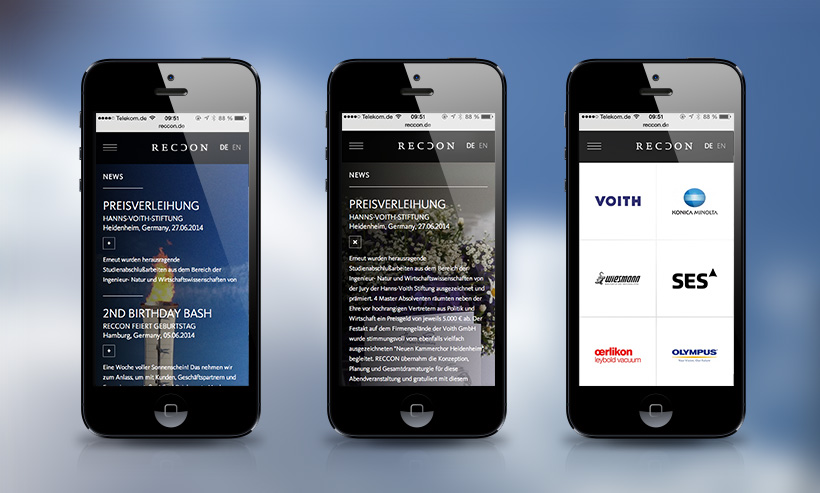 Telekom.de 09:51 88 %
reccon.de
RECCON DE EN
NEWS
PREISVERLEIHUNG
HANNS-VOITH-STIFTUNG
Heidenheim, Germany, 27.06.2014
Erneut wurden herausragende
Studienabschlußarbeiten aus dem Bereich der
Ingenieur- Natur und Wirtschaftswissenschaften von
2ND BIRTHDAY BASH
RECCON FEIERT GEBURTSTAG
Hamburg, Germany, 05.06.2014
Eine Woche voller Sonnenschein! Das nehmen wir
zum Anlass, um mit Kunden, Geschäftspartnern und
Telekom.de 09:51 88 %
reccon.de
RECCON DE EN
NEWS
PREISVERLEIHUNG
HANNS-VOITH-STIFTUNG
Heidenheim, Germany, 27.06.2014
Erneut wurden herausragende
Studienabschlußarbeiten aus dem Bereich der
Ingenieur- Natur und Wirtschaftswissenschaften von
der Jury der Hanns-Voith Stiftung ausgezeichnet und
prämiert. 4 Master Absolventen räumten neben der
Ehre vor hochrangigen Vertretern aus Politik und
Wirtschaft ein Preisgeld von jeweils 5.000 € ab. Der
Festakt auf dem Firmengelände der Voith GmbH
wurde stimmungsvoll vom ebenfalls vielfach
ausgezeichneten "Neuen Kammerchor Heidenheim
begleitet. RECCON übernahm die Konzeption,
Planung und Gesamtdramaturgie für diese
Abendveranstaltung und gratuliert mit diesem
Telekom.de 09:51 88 %
reccon.de
RECCON DE EN
VOITH
KONICA MINOLTA
WIESMANN
SES
œrlikon
leybold vacuum
OLYMPUS
Your Vision, Our Future